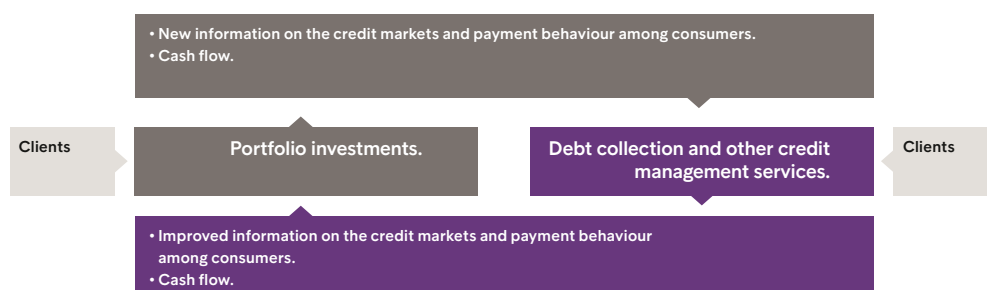 • New information on the credit markets and payment behaviour among consumers.
• Cash flow.
Clients
Portfolio investments.
Debt collection and other credit
management services.
Clients
• Improved information on the credit markets and payment behaviour
among consumers.
• Cash flow.